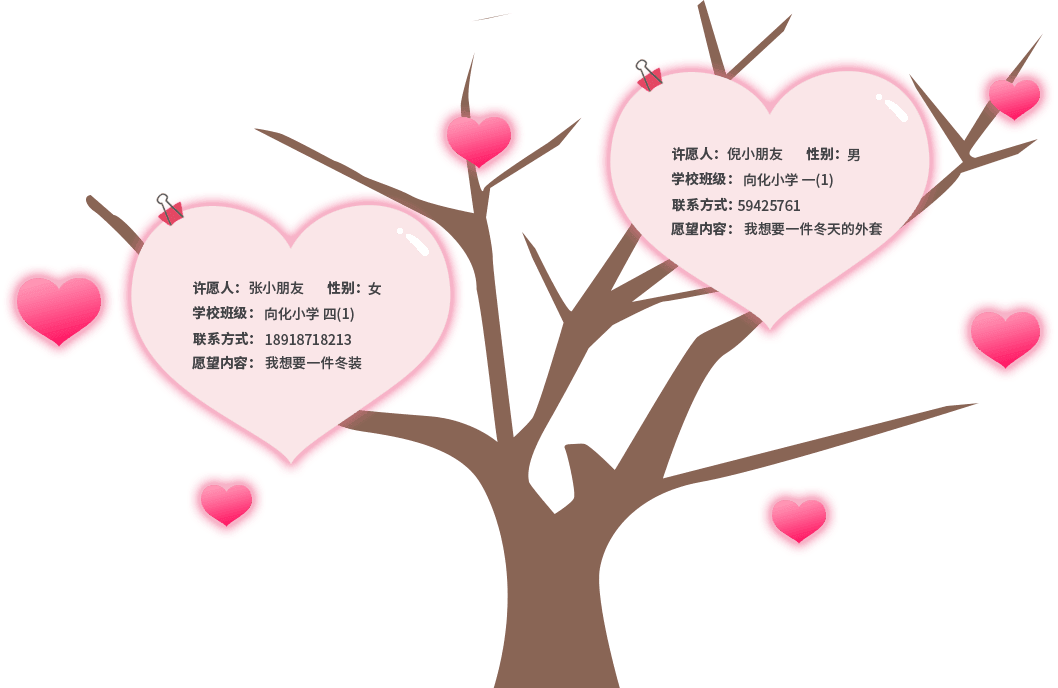 许愿人： 张小朋友 性别： 女
学校班级： 向化小学 四(1)
联系方式： 18918718213
愿望内容： 我想要一件冬装
许愿人： 倪小朋友 性别： 男
学校班级： 向化小学 一(1)
联系方式： 59425761
愿望内容： 我想要一件冬天的外套